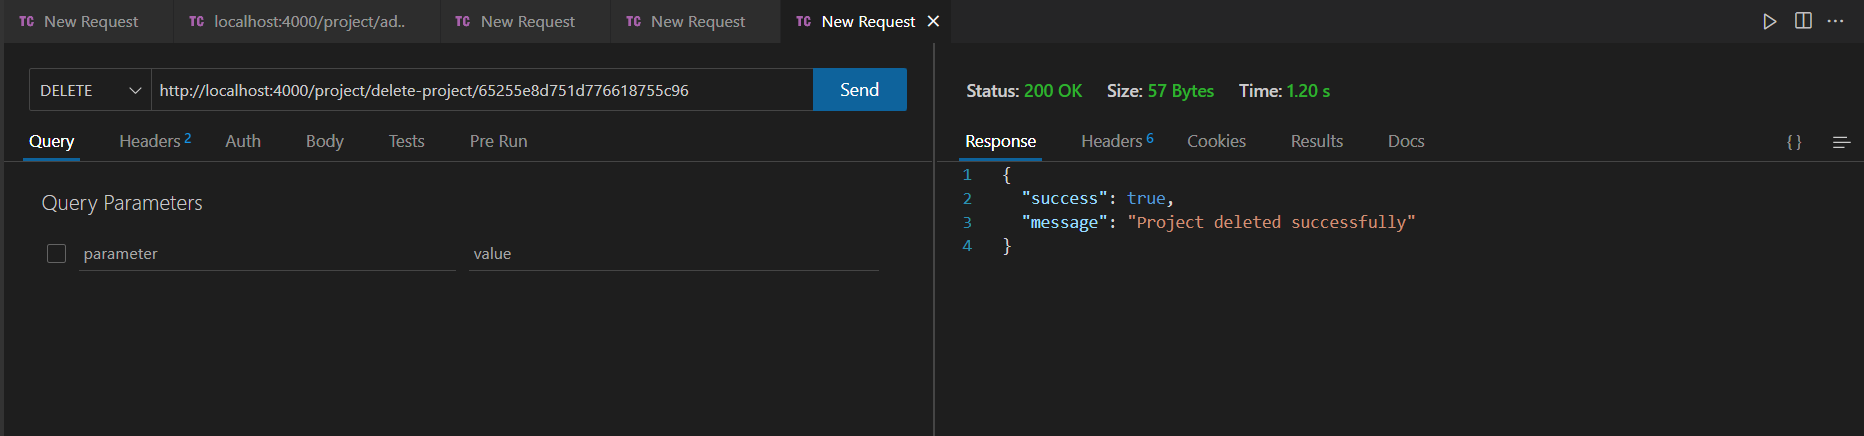 TC New Request TC localhost:4000/project/ad.. TC New Request TC New Request TC New Request
DELETE http://localhost:4000/project/delete-project/65255e8d751d776618755c96 Send
Query Headers 2 Auth Body Tests Pre Run
Query Parameters
parameter value
Status: 200 OK Size: 57 Bytes Time: 1.20 s
Response Headers 6 Cookies Results Docs { }
1 {
2 "success": true,
3 "message": "Project deleted successfully"
4 }